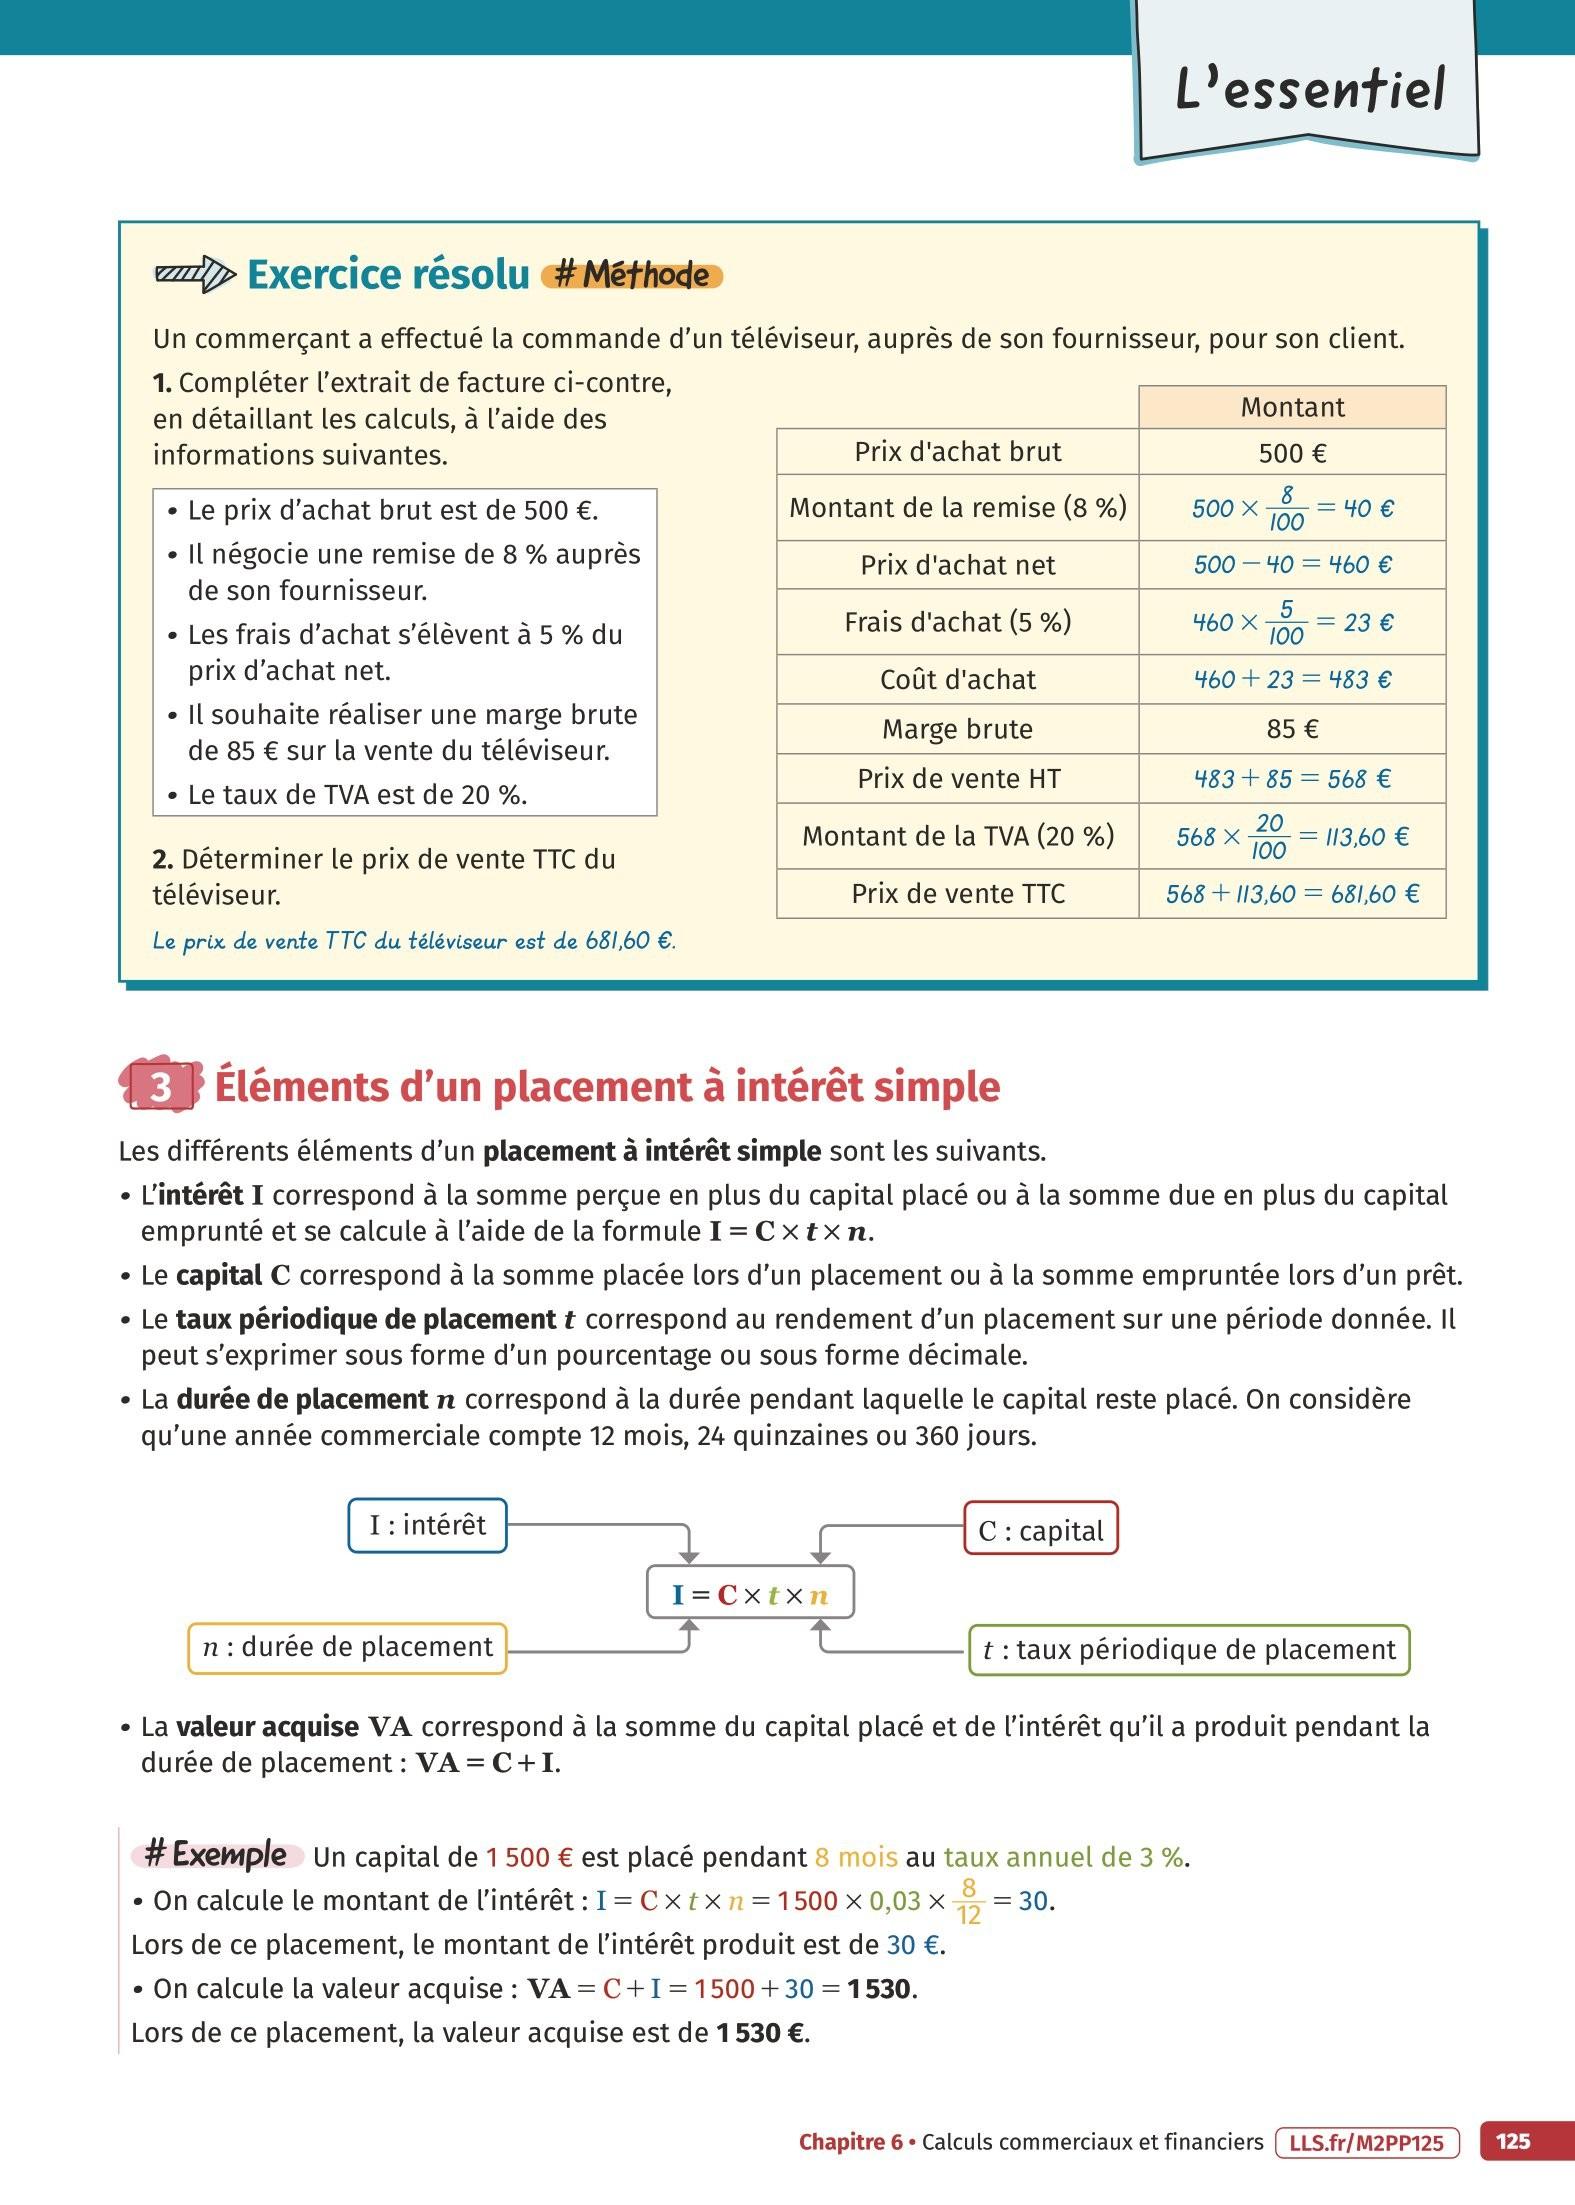 L'essentiel
Exercice résolu # Méthode
Un commerçant a effectué la commande d'un téléviseur, auprès de son fournisseur, pour son client.
1. Compléter l'extrait de facture ci-contre,
en détaillant les calculs, à l'aide des
informations suivantes.
• Le prix d'achat brut est de 500 €.
• Il négocie une remise de 8 % auprès
de son fournisseur.
• Les frais d'achat s'élèvent à 5 % du
prix d'achat net.
• Il souhaite réaliser une marge brute
de 85 € sur la vente du téléviseur.
• Le taux de TVA est de 20 %.
2. Déterminer le prix de vente TTC du
téléviseur.
Le prix de vente TTC du téléviseur est de 681,60 €.
Montant
Prix d'achat brut 500 €
Montant de la remise (8 %) 500 × 8/100 = 40 €
Prix d'achat net 500 – 40 = 460 €
Frais d'achat (5 %) 460 × 5/100 = 23 €
Coût d'achat 460 + 23 = 483 €
Marge brute 85 €
Prix de vente HT 483 + 85 = 568 €
Montant de la TVA (20 %) 568 × 20/100 = 113,60 €
Prix de vente TTC 568 + 113,60 = 681,60 €
3 Éléments d'un placement à intérêt simple
Les différents éléments d'un placement à intérêt simple sont les suivants.
• L'intérêt I correspond à la somme perçue en plus du capital placé ou à la somme due en plus du capital
emprunté et se calcule à l'aide de la formule I = C × t × n.
• Le capital C correspond à la somme placée lors d'un placement ou à la somme empruntée lors d'un prêt.
• Le taux périodique de placement t correspond au rendement d'un placement sur une période donnée. Il
peut s'exprimer sous forme d'un pourcentage ou sous forme décimale.
• La durée de placement n correspond à la durée pendant laquelle le capital reste placé. On considère
qu'une année commerciale compte 12 mois, 24 quinzaines ou 360 jours.
I : intérêt
C : capital
I = C × t × n
n : durée de placement
t : taux périodique de placement
• La valeur acquise VA correspond à la somme du capital placé et de l'intérêt qu'il a produit pendant la
durée de placement : VA = C + I.
# Exemple Un capital de 1 500 € est placé pendant 8 mois au taux annuel de 3 %.
• On calcule le montant de l'intérêt : I = C × t × n = 1 500 × 0,03 × 8/12 = 30.
Lors de ce placement, le montant de l'intérêt produit est de 30 €.
• On calcule la valeur acquise : VA = C + I = 1 500 + 30 = 1 530.
Lors de ce placement, la valeur acquise est de 1 530 €.
Chapitre 6 • Calculs commerciaux et financiers LLS.fr/M2PP125 125